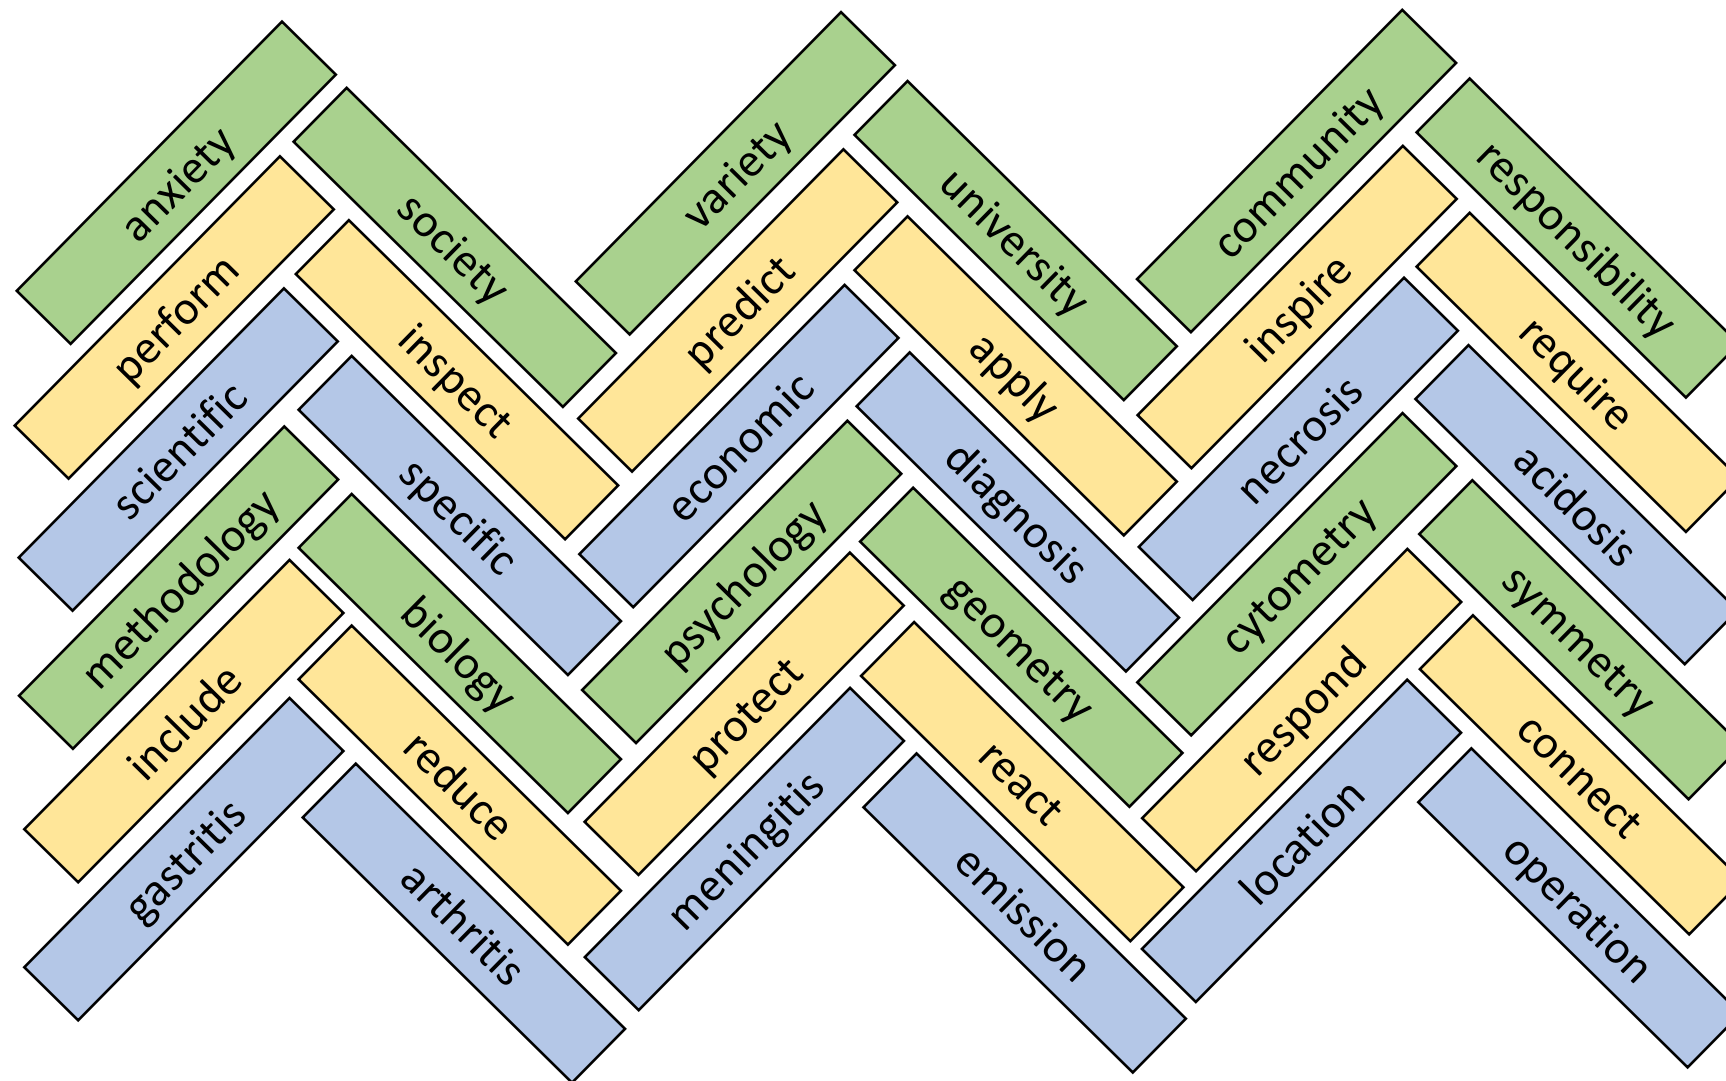 anxiety
society
variety
university
community
responsibility
perform
inspect
predict
apply
inspire
require
scientific
specific
economic
diagnosis
necrosis
acidosis
methodology
biology
psychology
geometry
cytometry
symmetry
include
reduce
protect
react
respond
connect
gastritis
arthritis
meningitis
emission
location
operation